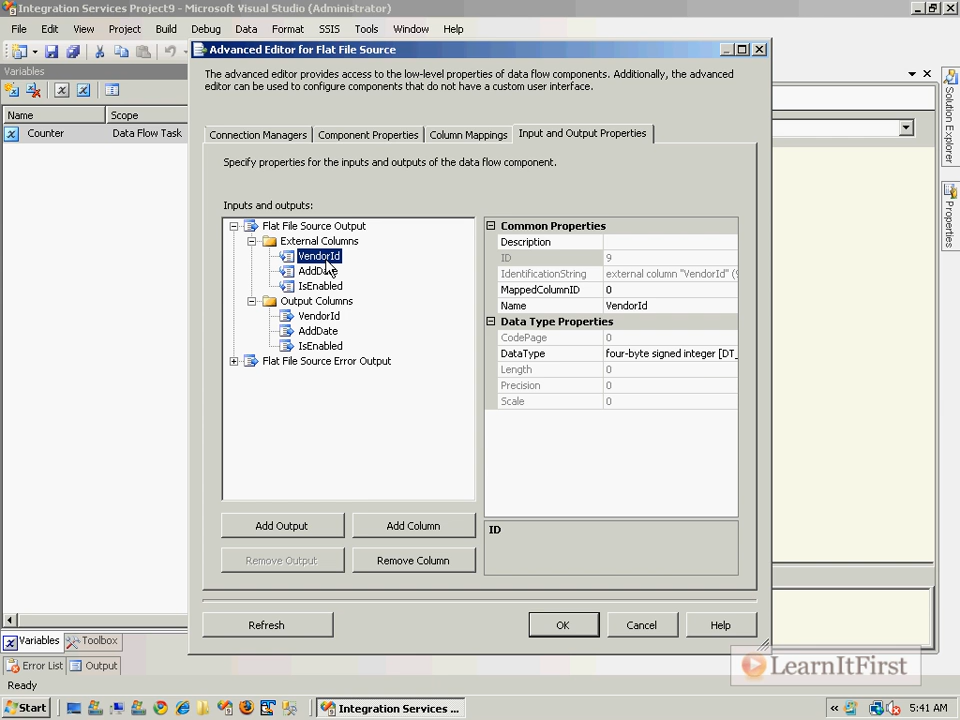 Integration Services Project9 - Microsoft Visual Studio (Administrator)
File Edit View Project Build Debug Data Format SSIS Tools Window Help
Variables
Name Scope
Counter Data Flow Task
Advanced Editor for Flat File Source
The advanced editor provides access to the low-level properties of data flow components. Additionally, the advanced
editor can be used to configure components that do not have a custom user interface.
Connection Managers Component Properties Column Mappings Input and Output Properties
Specify properties for the inputs and outputs of the data flow component.
Inputs and outputs:
Flat File Source Output
External Columns
VendorId
AddDate
IsEnabled
Output Columns
VendorId
AddDate
IsEnabled
Flat File Source Error Output
Common Properties
Description
ID 9
IdentificationString external column "VendorId" (9
MappedColumnID 0
Name VendorId
Data Type Properties
CodePage 0
DataType four-byte signed integer [DT_
Length 0
Precision 0
Scale 0
ID
Add Output Add Column
Remove Output Remove Column
Refresh OK Cancel Help
Solution Explorer
Properties
Variables Toolbox
Error List Output
Ready
LearnItFirst
Start Integration Services ... 5:41 AM